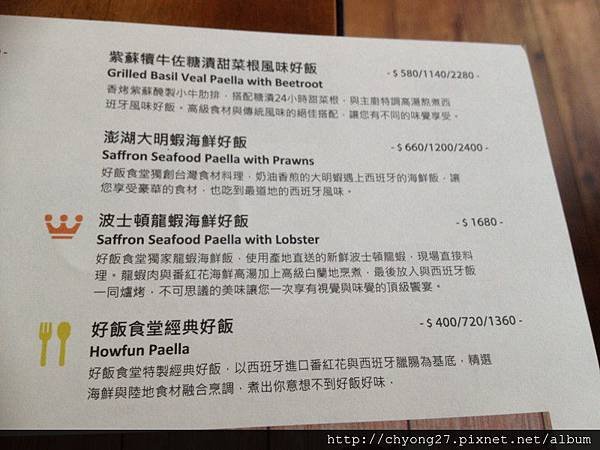 紫蘇犢牛佐糖漬甜菜根風味好飯
Grilled Basil Veal Paella with Beetroot
- $ 580/1140/2280 -
香烤紫蘇醃製小牛肋排，搭配糖漬24小時甜菜根，與主廚特調高湯煎煮西
班牙風味好飯。高級食材與傳統風味的絕佳搭配，讓您有不同的味覺享受。
澎湖大明蝦海鮮好飯
- $ 660/1200/2400 -
Saffron Seafood Paella with Prawns
好飯食堂獨創台灣食材料理，奶油香煎的大明蝦遇上西班牙的海鮮飯，讓
您享受豪華的食材，也吃到最道地的西班牙風味。
波士頓龍蝦海鮮好飯
- $ 1680 -
Saffron Seafood Paella with Lobster
好飯食堂獨家龍蝦海鮮飯，使用產地直送的新鮮波士頓龍蝦，現場直接料
理。龍蝦肉與番紅花海鮮高湯加上高級白蘭地烹煮，最後放入與西班牙飯
一同爐烤，不可思議的美味讓您一次享有視覺與味覺的頂級饗宴。
好飯食堂經典好飯
- $ 400/720/1360 -
Howfun Paella
好飯食堂特製經典好飯，以西班牙進口番紅花與西班牙臘腸為基底，精選
海鮮與陸地食材融合烹調，煮出你意想不到好飯好味．
http://chyong27.pixnet.net/album